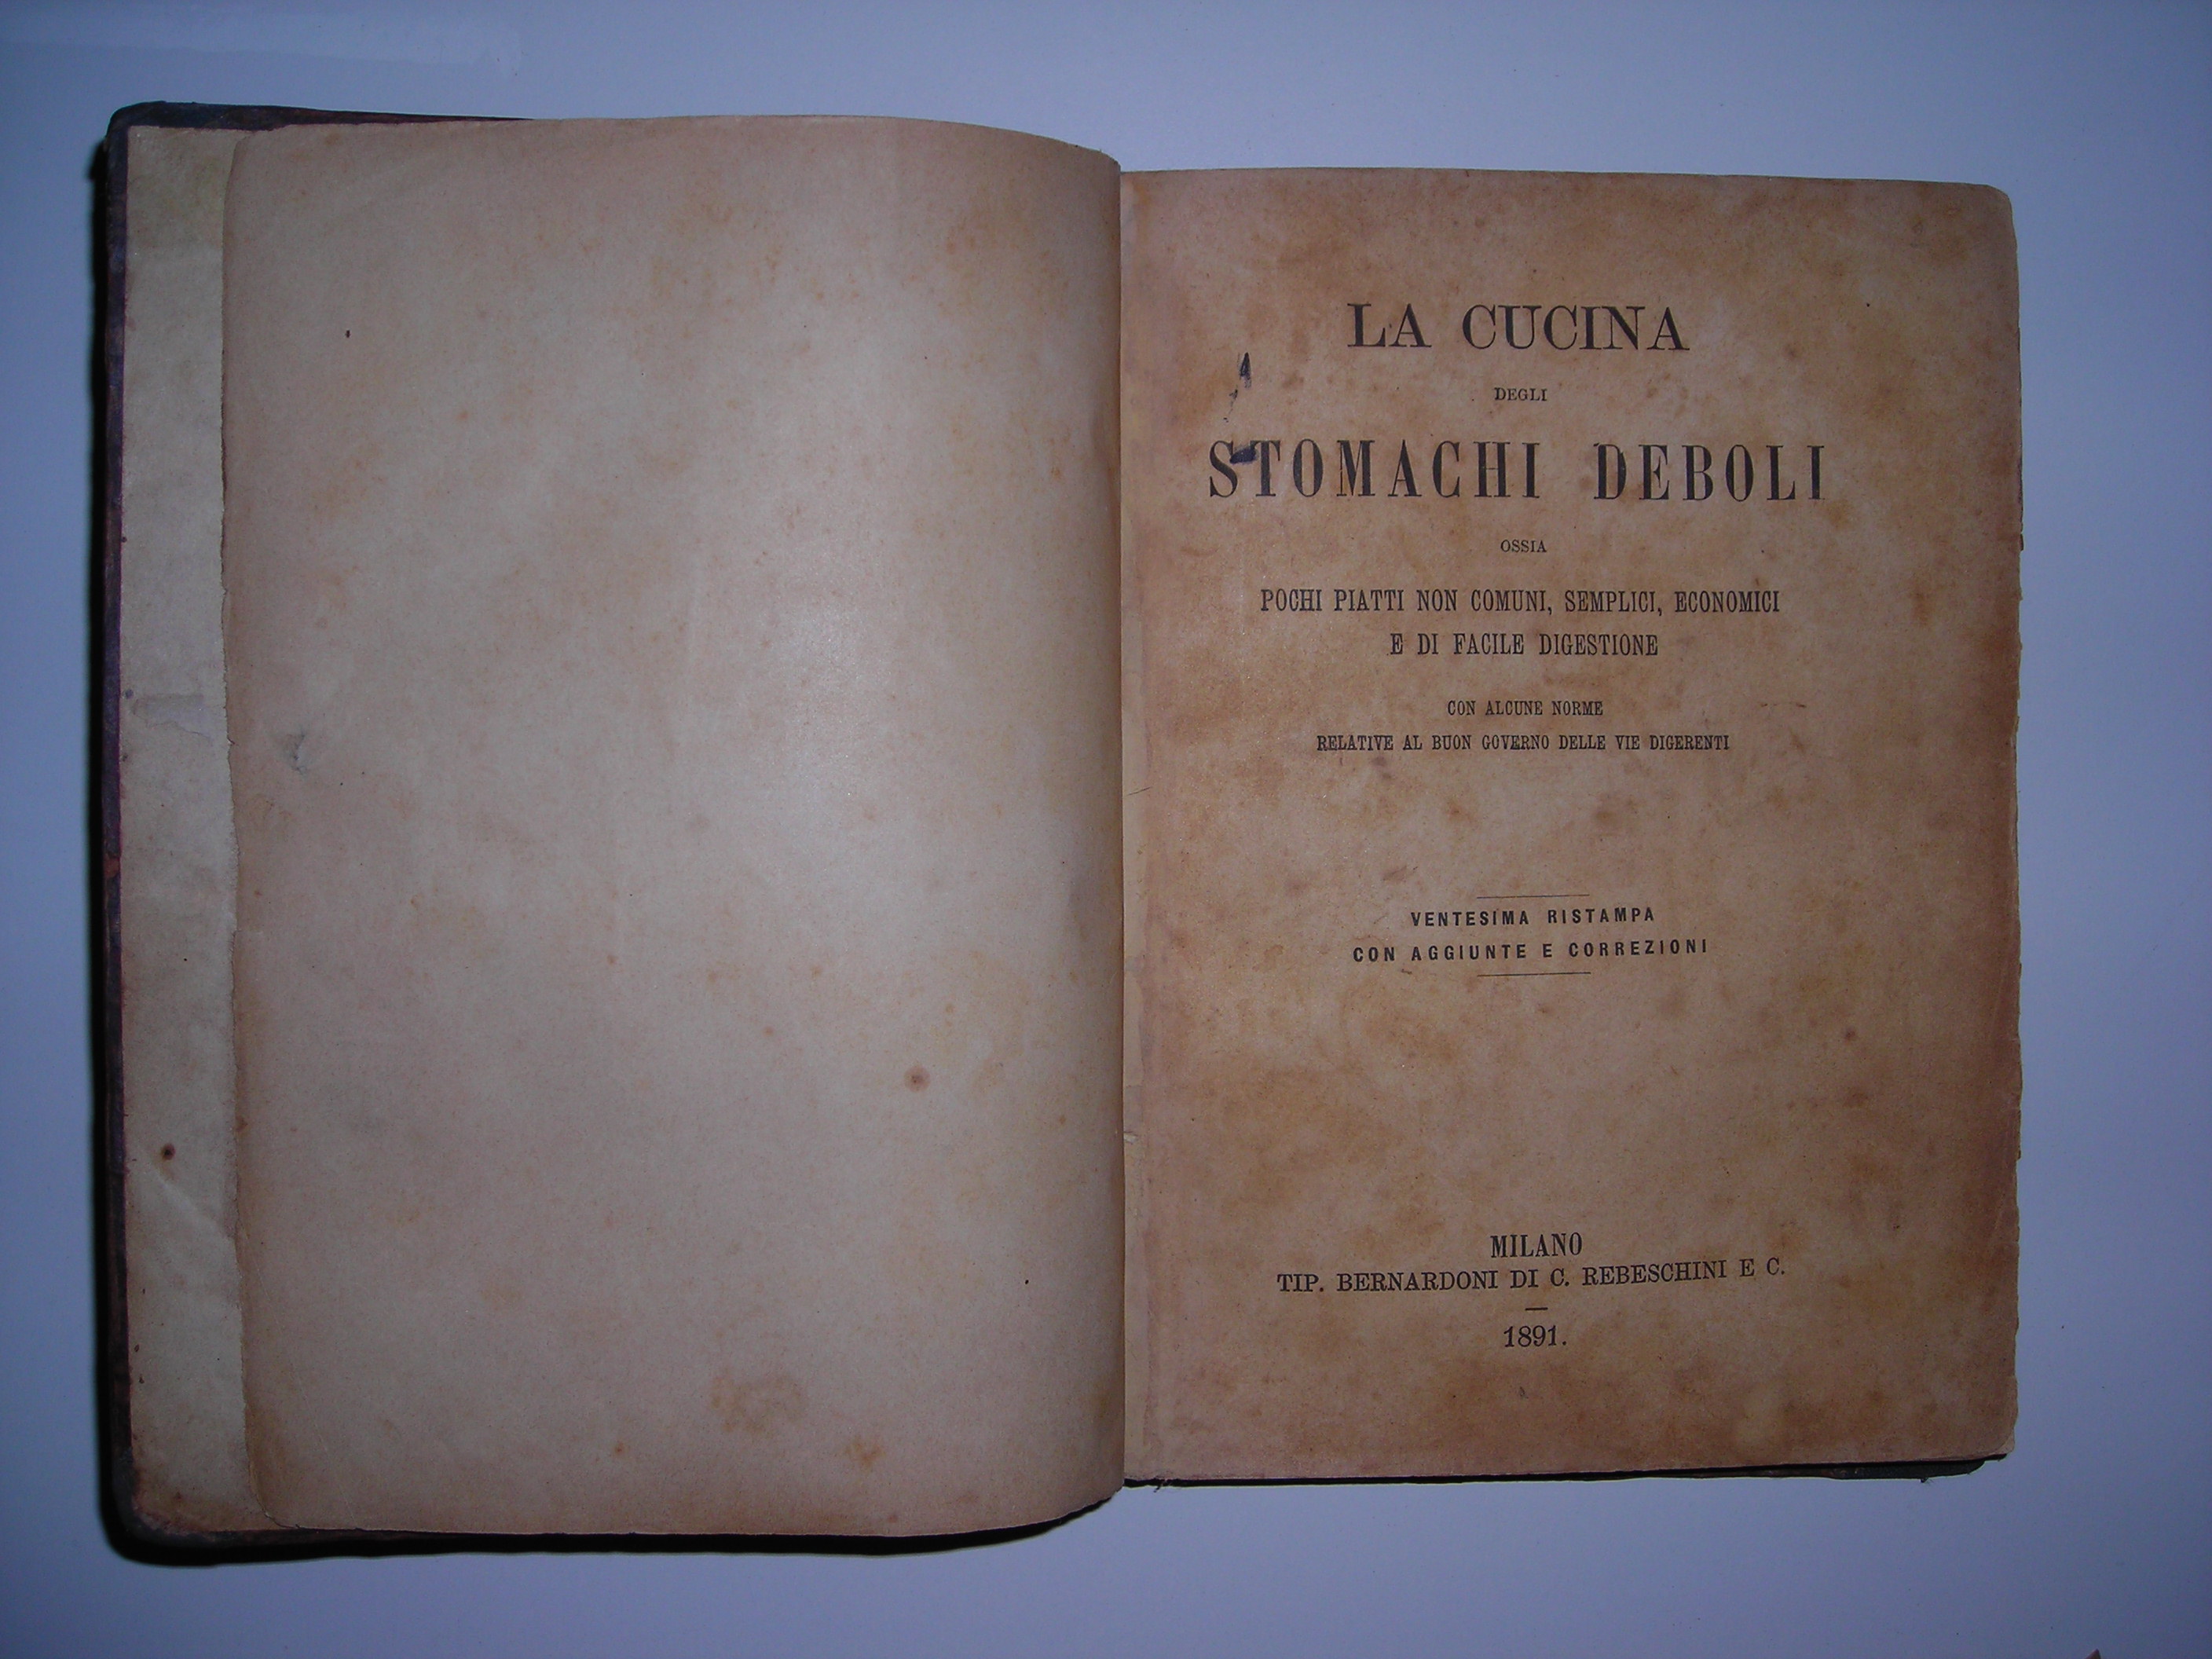 LA CUCINA
DEGLI
STOMACHI DEBOLI
OSSIA
POCHI PIATTI NON COMUNI, SEMPLICI, ECONOMICI
E DI FACILE DIGESTIONE
CON ALCUNE NORME
RELATIVE AL BUON GOVERNO DELLE VIE DIGERENTI
VENTESIMA RISTAMPA
CON AGGIUNTE E CORREZIONI
MILANO
TIP. BERNARDONI DI C. REBESCHINI E C.
1891.